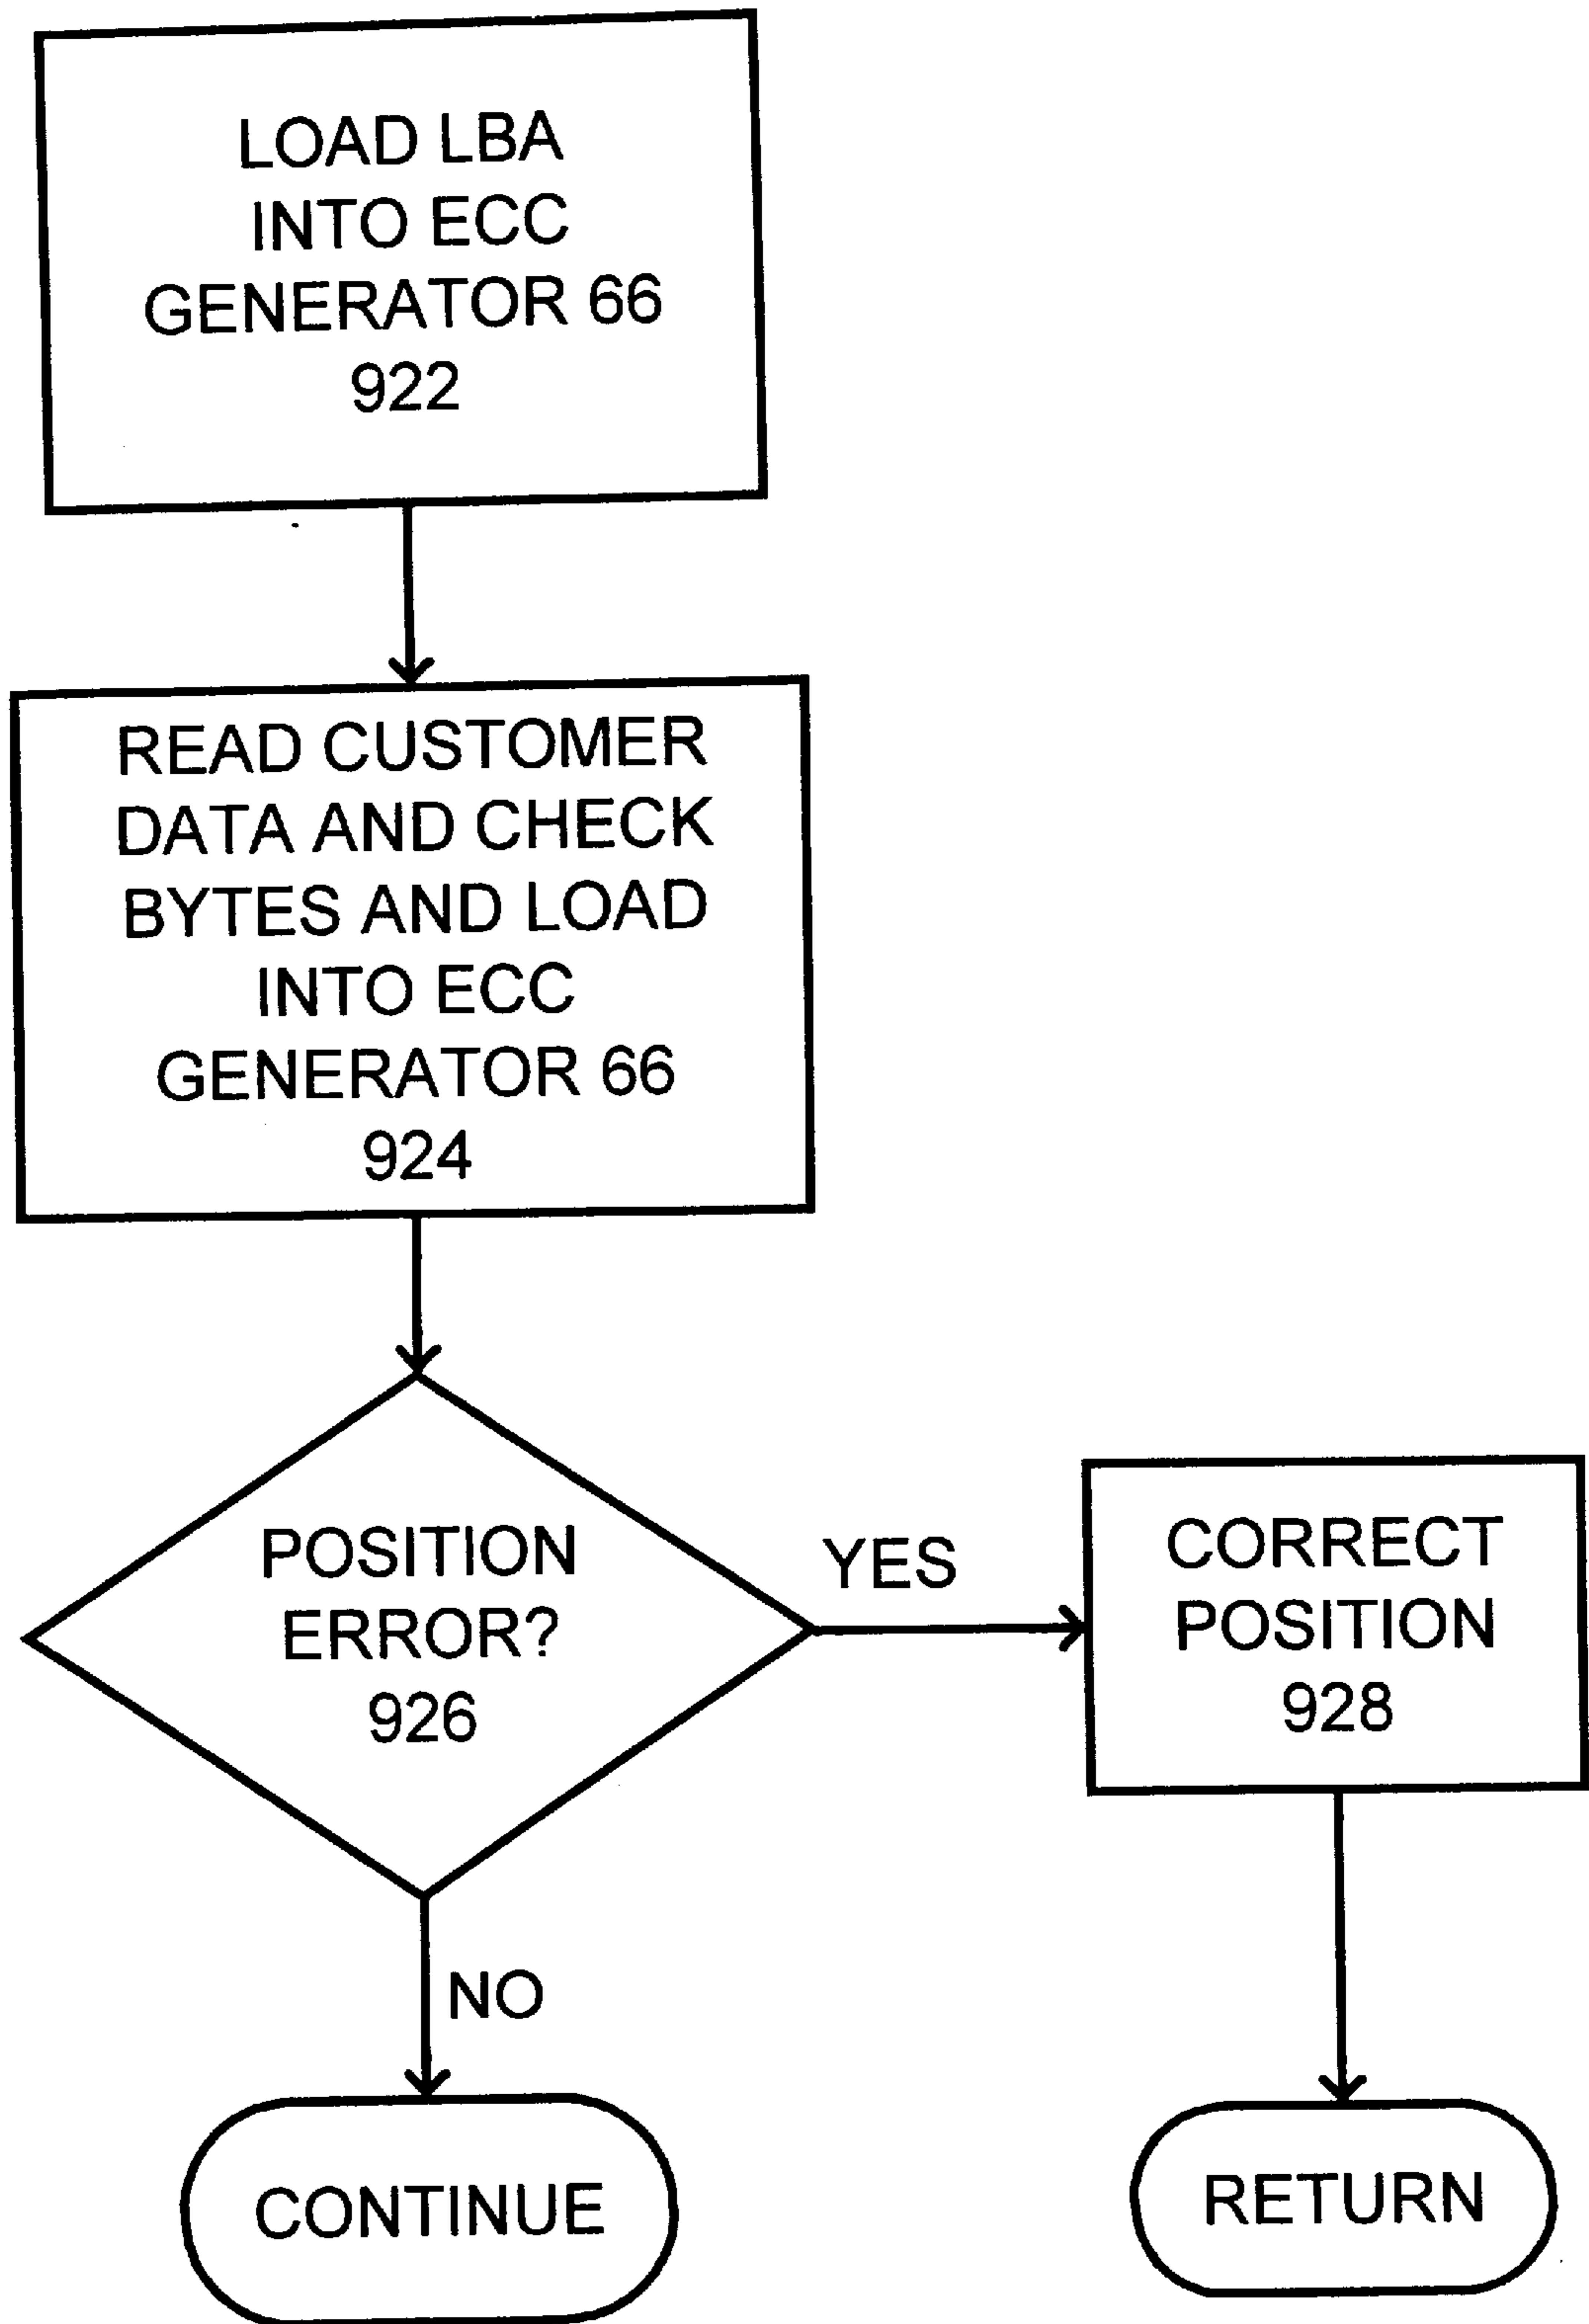 LOAD LBA
INTO ECC
GENERATOR 66
922
READ CUSTOMER
DATA AND CHECK
BYTES AND LOAD
INTO ECC
GENERATOR 66
924
POSITION
ERROR?
926
YES
CORRECT
POSITION
928
NO
CONTINUE
RETURN